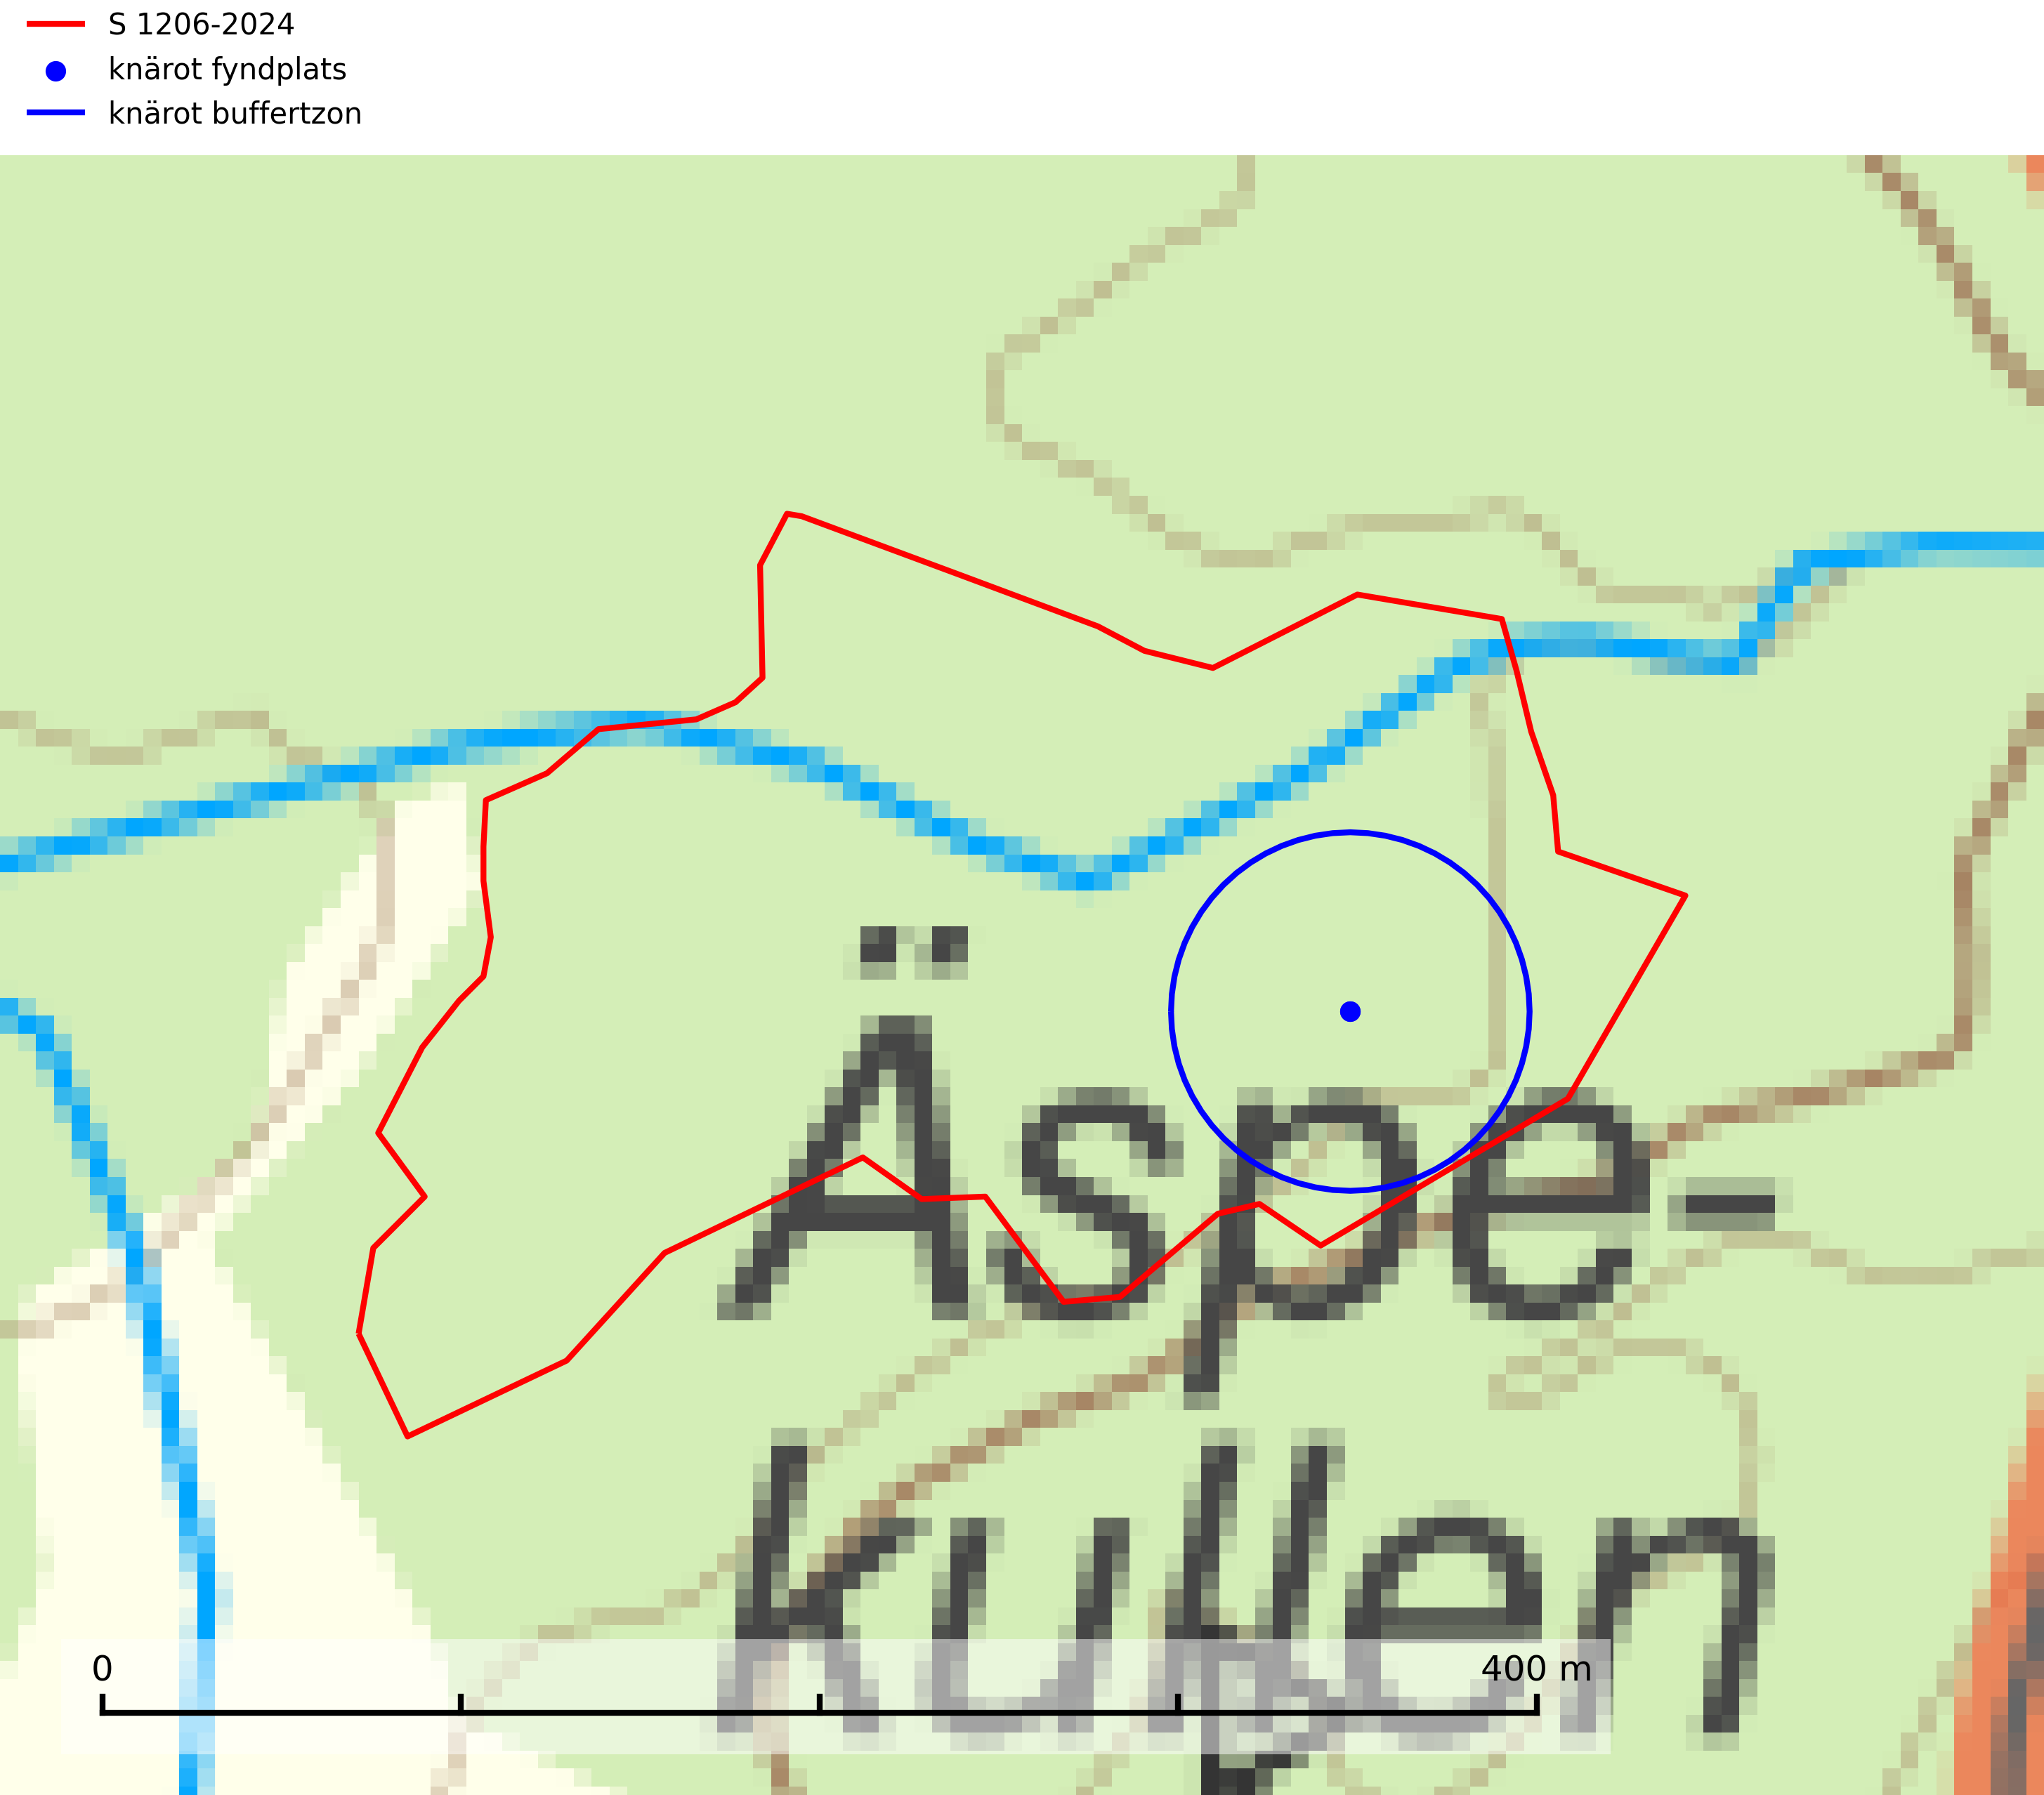 S 1206-2024
knärot fyndplats
knärot buffertzon
Äspe-
kullen
0 400 m